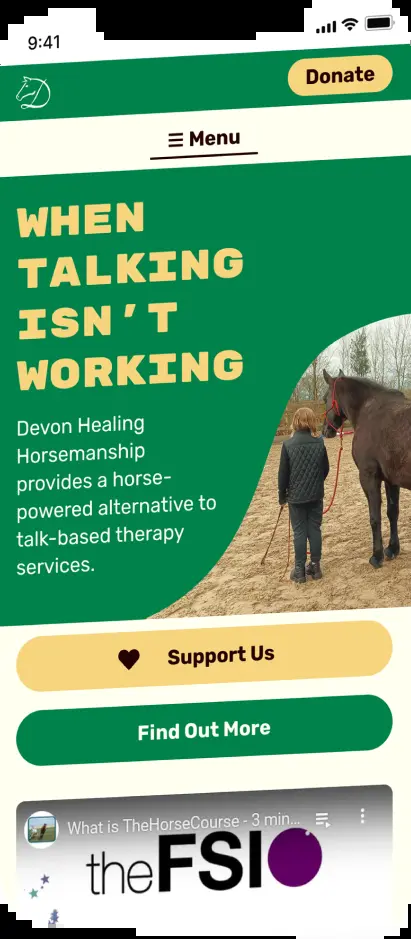 9:41
Donate
☰ Menu
WHEN
TALKING
ISN'T
WORKING
Devon Healing
Horsemanship
provides a horse-
powered alternative to
talk-based therapy
services.
Support Us
Find Out More
What is TheHorseCourse - 3 min...
theFSI